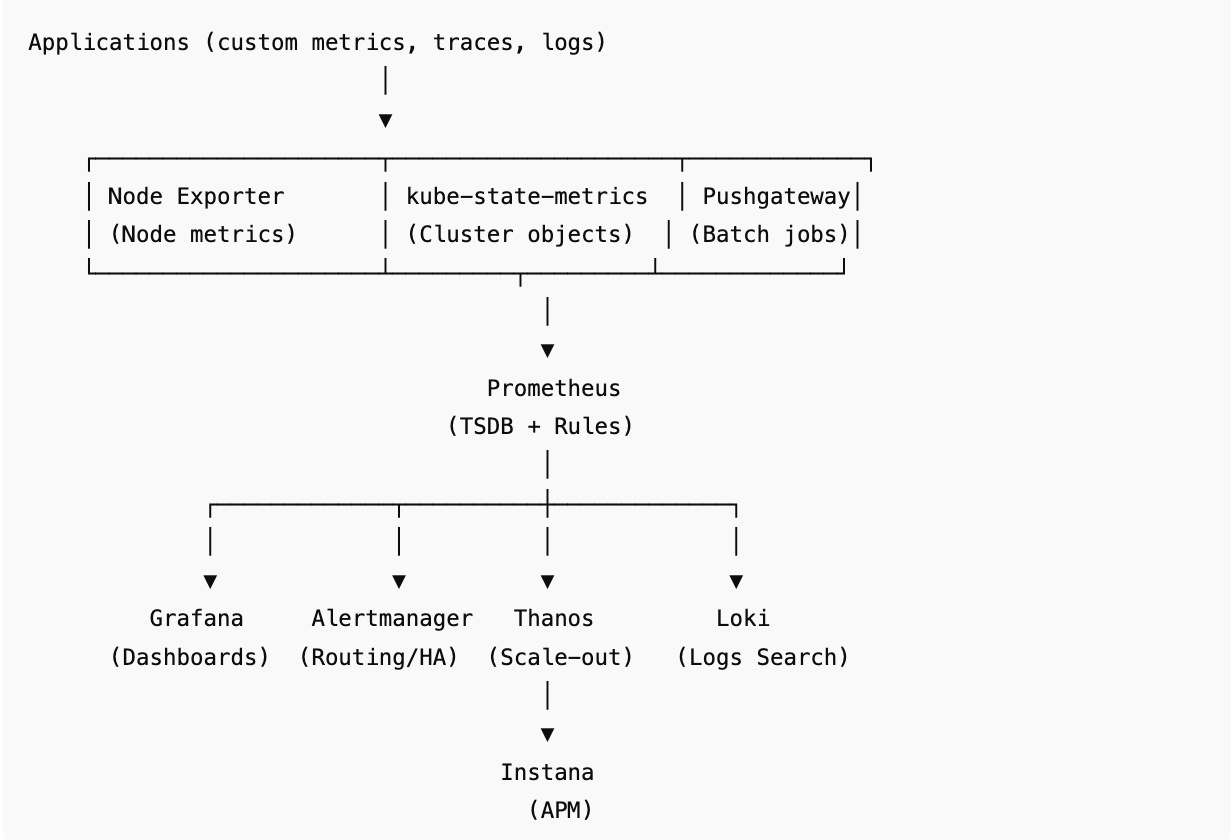 Applications (custom metrics, traces, logs)
Node Exporter kube-state-metrics Pushgateway
(Node metrics) (Cluster objects) (Batch jobs)
Prometheus
(TSDB + Rules)
Grafana Alertmanager Thanos Loki
(Dashboards) (Routing/HA) (Scale-out) (Logs Search)
Instana
(APM)